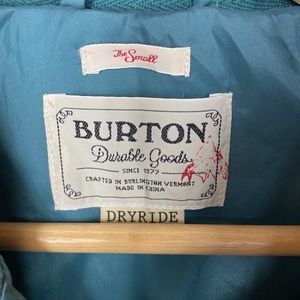 The Small
BURTON
Durable Goods
SINCE 1977
CRAFTED IN BURLINGTON VERMONT
MADE IN CHINA
DRYRIDE